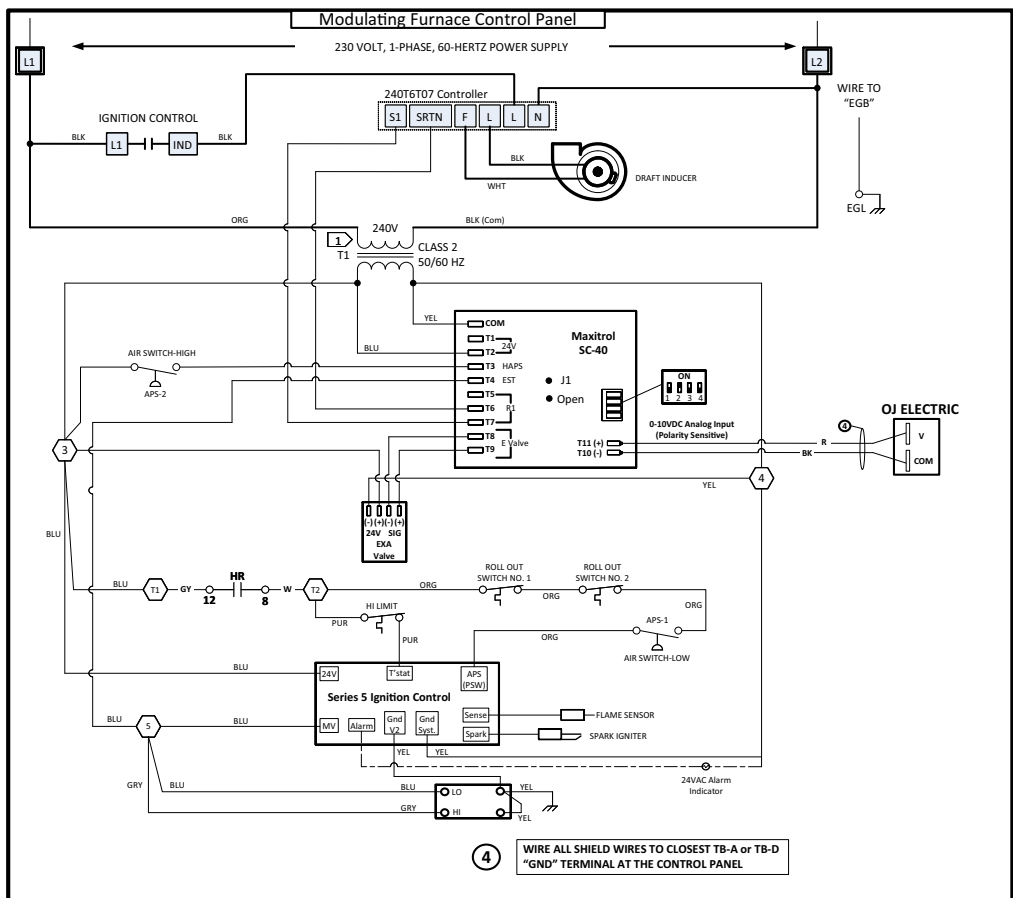 Modulating Furnace Control Panel
230 VOLT, 1-PHASE, 60-HERTZ POWER SUPPLY
L1
L2
WIRE TO
“EGB”
EGL
240T6T07 Controller
S1 SRTN F L L N
IGNITION CONTROL
BLK L1 IND BLK
BLK
WHT
DRAFT INDUCER
ORG
240V
BLK (Com)
1
T1
CLASS 2
50/60 HZ
YEL
BLU
COM
T1
24V
T2
T3 HAPS
T4 EST
T5
R1
T6
T7
T8
E Valve
T9
Maxitrol
SC-40
J1
Open
ON
1 2 3 4
0-10VDC Analog Input
(Polarity Sensitive)
T11 (+)
T10 (-)
R
BK
4
OJ ELECTRIC
V
COM
AIR SWITCH-HIGH
APS-2
3
4
YEL
(-) (+) (-) (+)
24V SIG
EXA
Valve
BLU
BLU T1 GY 12 HR 8 W T2
ORG
ROLL OUT
SWITCH NO. 1
ORG
ROLL OUT
SWITCH NO. 2
ORG
HI LIMIT
PUR
PUR
APS-1
ORG
AIR SWITCH-LOW
BLU
24V
T’stat
APS
(PSW)
Series 5 Ignition Control
BLU 5 BLU
MV
Alarm
Gnd
V2
Gnd
Syst.
Sense
Spark
FLAME SENSOR
SPARK IGNITER
YEL
YEL
24VAC Alarm
Indicator
GRY
BLU
BLU
LO
YEL
GRY
HI
YEL
4
WIRE ALL SHIELD WIRES TO CLOSEST TB-A or TB-D
“GND” TERMINAL AT THE CONTROL PANEL